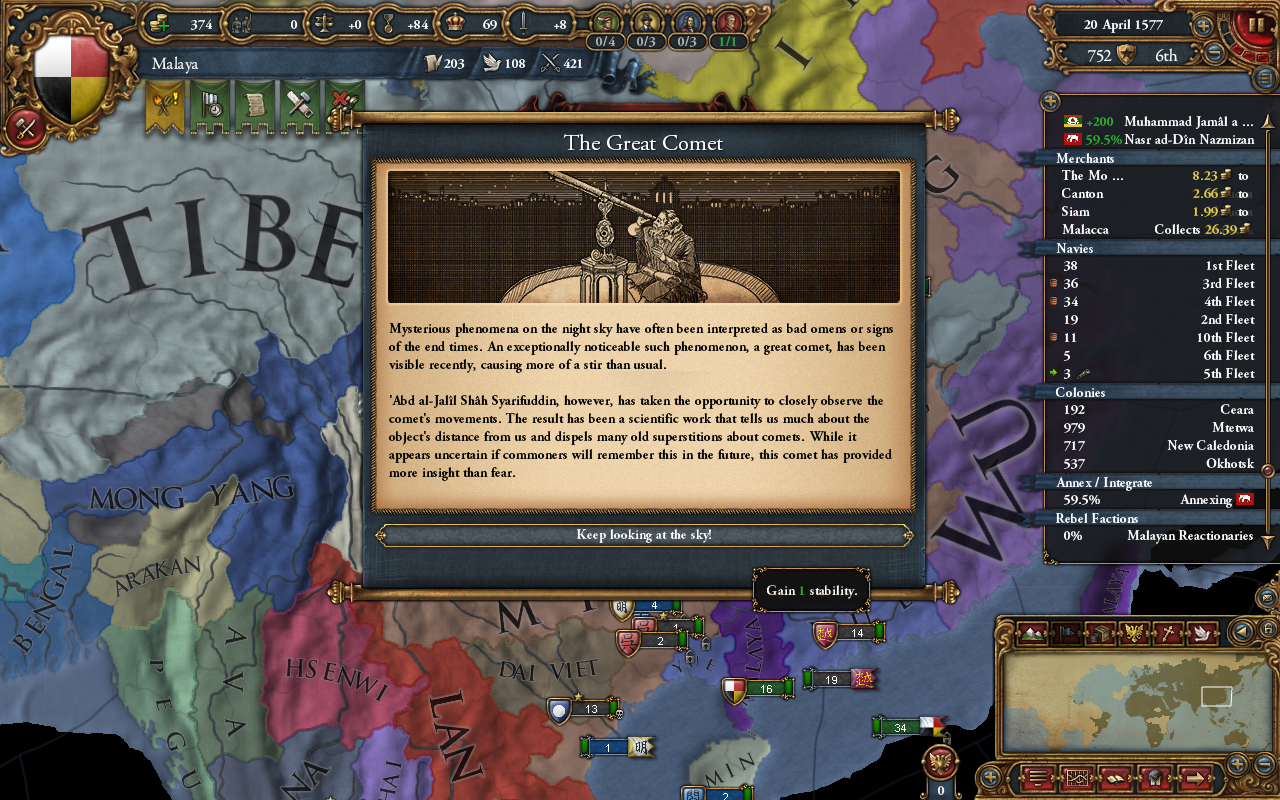 374
0
+0
+84
69
+8
0/4
0/3
0/3
1/1
20 April 1577
Malaya
203
108
421
752
6th
+200 Muhammad Jamâl a ...
59.5% Nasr ad-Dîn Nazmizan
Merchants
The Mo ... 8.23 to
Canton 2.66 to
Siam 1.99 to
Malacca Collects 26.39
Navies
38 1st Fleet
36 3rd Fleet
34 4th Fleet
19 2nd Fleet
11 10th Fleet
5 6th Fleet
3 5th Fleet
Colonies
192 Ceara
979 Mtetwa
717 New Caledonia
537 Okhotsk
Annex / Integrate
59.5% Annexing
Rebel Factions
0% Malayan Reactionaries
The Great Comet
Mysterious phenomena on the night sky have often been interpreted as bad omens or signs
of the end times. An exceptionally noticeable such phenomenon, a great comet, has been
visible recently, causing more of a stir than usual.
'Abd al-Jalîl Shâh Syarifuddin, however, has taken the opportunity to closely observe the
comet's movements. The result has been a scientific work that tells us much about the
object's distance from us and dispels many old superstitions about comets. While it
appears uncertain if commoners will remember this in the future, this comet has provided
more insight than fear.
Keep looking at the sky!
Gain 1 stability.
TIBE
WU
MONG YANG
BENGAL
ARAKAN
PEGU
AVA
HSENWI
LAN
DAI VIET
M
LAYA
MIN
4
1
2
14
13
16
19
1
34
2
0